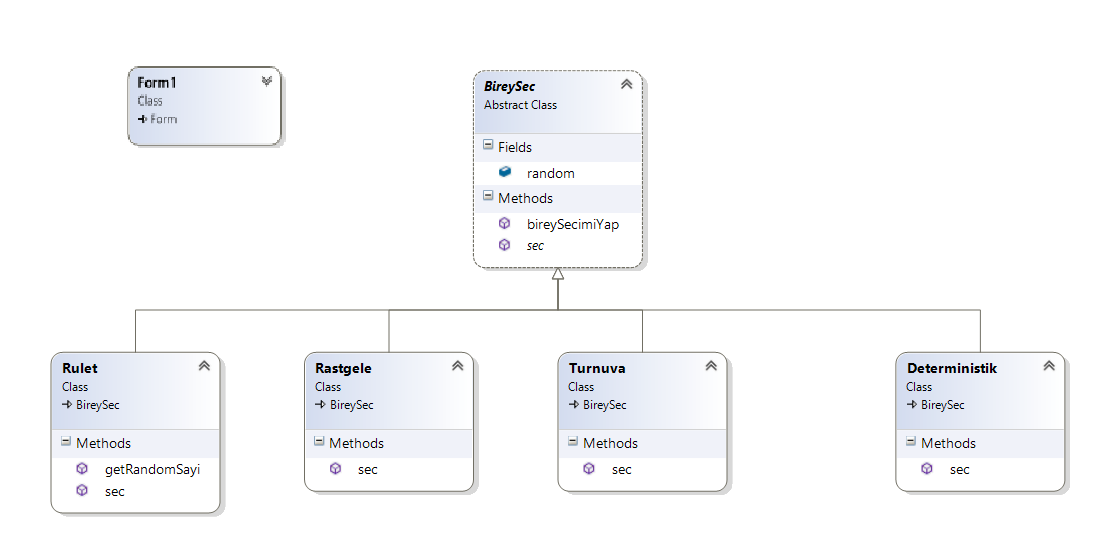 Form1
Class
Form
BireySec
Abstract Class
Fields
random
Methods
bireySecimiYap
sec
Rulet
Class
BireySec
Methods
getRandomSayi
sec
Rastgele
Class
BireySec
Methods
sec
Turnuva
Class
BireySec
Methods
sec
Deterministik
Class
BireySec
Methods
sec